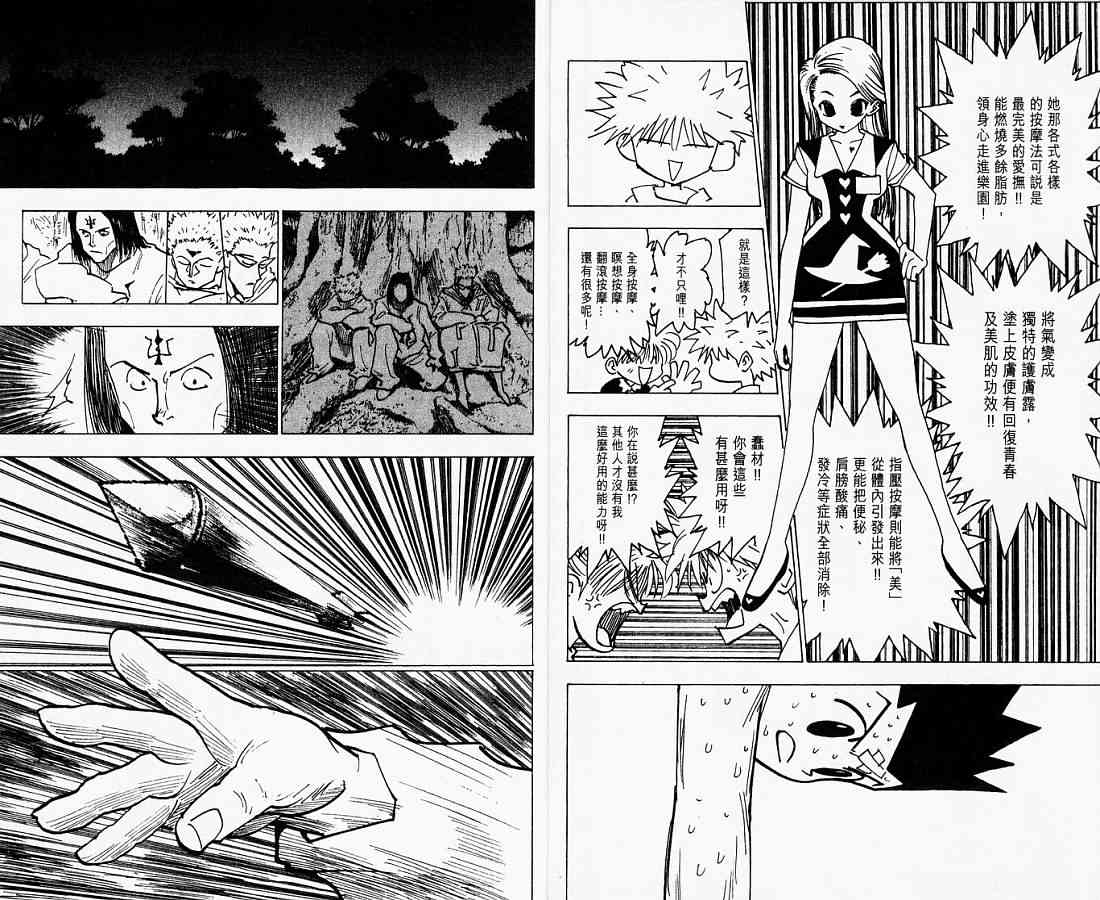 她那各式各樣
的按摩法可說是
最完美的愛撫!!
能燃燒多餘脂肪，
領身心走進樂園！
將氣變成
獨特的護膚露，
塗上皮膚便有回復青春
及美肌的功效!!
指壓按摩則能將「美」
從體內引發出來!!
更能把便秘、
肩膀酸痛、
發冷等症狀全部消除！
就是這樣？
才不只哩!!
全身按摩、
暝想按摩、
翻滾按摩…
還有很多呢！
蠢材!!
你會這些
有甚麼用呀!!
你在說甚麼!?
其他人才沒有我
這麼好用的能力呀!!